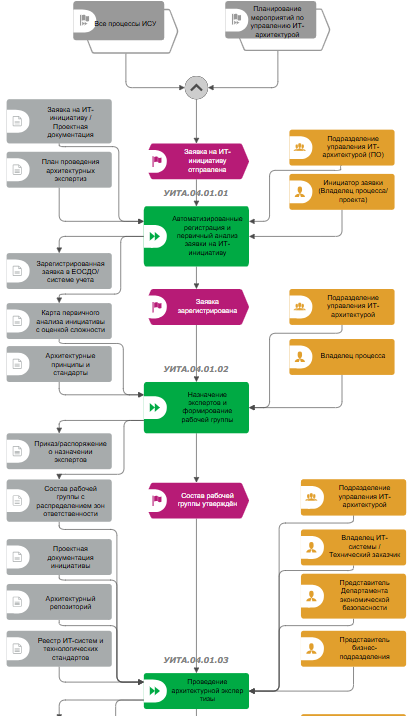 Все процессы ИСУ
Планирование
мероприятий по
управлению ИТ-
архитектурой
Заявка на ИТ-
инициативу /
Проектная
документация
План проведения
архитектурных
экспертиз
Заявка на ИТ-
инициативу
отправлена
Подразделение
управления ИТ-
архитектурой (ПО)
Инициатор заявки
(Владелец процесса/
проекта)
УИТА.04.01.01
Автоматизированные
регистрация и
первичный анализ
заявки на ИТ-
инициативу
Зарегистрированная
заявка в ЕОСДО/
системе учета
Карта первичного
анализа инициативы
с оценкой сложности
Архитектурные
принципы и
стандарты
Заявка
зарегистрирована
Подразделение
управления ИТ-
архитектурой
Владелец процесса
УИТА.04.01.02
Назначение
экспертов и
формирование
рабочей группы
Приказ/распоряжение
о назначении
экспертов
Состав рабочей
группы с
распределением зон
ответственности
Состав рабочей
группы утверждён
Подразделение
управления ИТ-
архитектурой
Владелец ИТ-
системы /
Технический заказчик
Проектная
документация
инициативы
Представитель
Департамента
экономической
безопасности
Архитектурный
репозиторий
Реестр ИТ-систем и
технологических
стандартов
Представитель
бизнес-
подразделения
УИТА.04.01.03
Проведение
архитектурной экспер
тизы